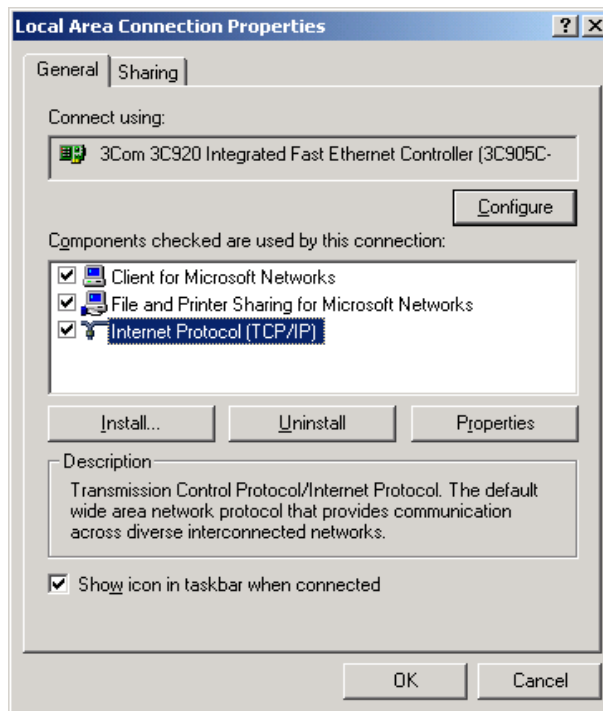 Local Area Connection Properties
General
Sharing
Connect using:
3Com 3C920 Integrated Fast Ethernet Controller (3C905C-
Configure
Components checked are used by this connection:
Client for Microsoft Networks
File and Printer Sharing for Microsoft Networks
Internet Protocol (TCP/IP)
Install...
Uninstall
Properties
Description
Transmission Control Protocol/Internet Protocol. The default
wide area network protocol that provides communication
across diverse interconnected networks.
Show icon in taskbar when connected
OK
Cancel